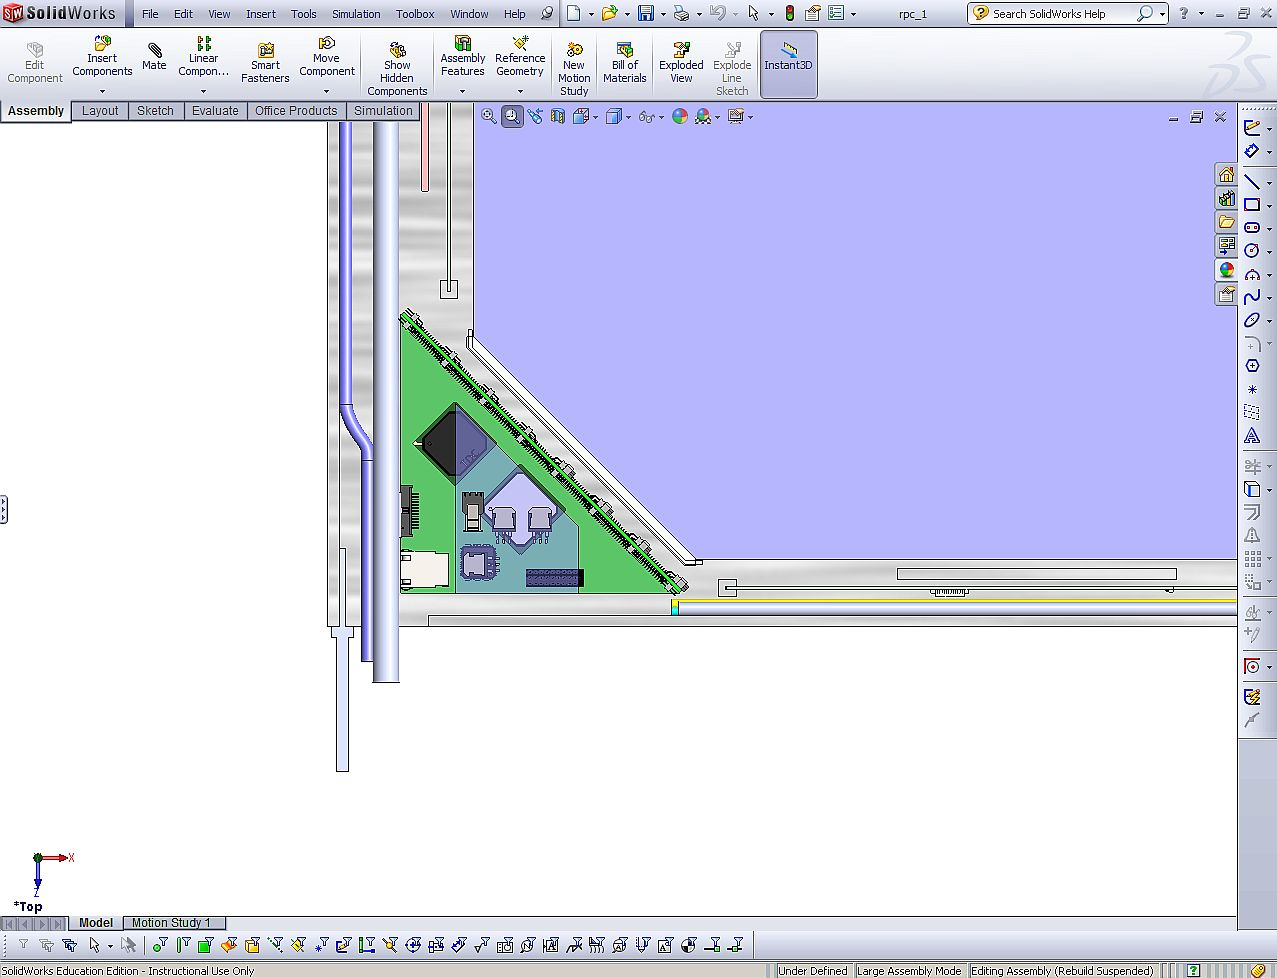 SolidWorks
File Edit View Insert Tools Simulation Toolbox Window Help
rpc_1
Search SolidWorks Help
Edit Component
Insert Components
Mate
Linear Compon...
Smart Fasteners
Move Component
Show Hidden Components
Assembly Features
Reference Geometry
New Motion Study
Bill of Materials
Exploded View
Explode Line Sketch
Instant3D
Assembly Layout Sketch Evaluate Office Products Simulation
X
Z
*Top
Model Motion Study 1
SolidWorks Education Edition - Instructional Use Only
Under Defined Large Assembly Mode Editing Assembly (Rebuild Suspended)